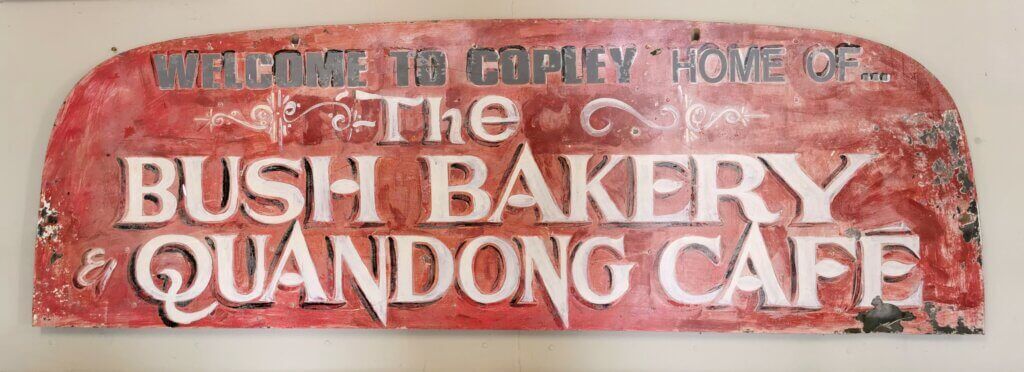 WELCOME TO COPLEY HOME OF...
The
BUSH BAKERY
& QUANDONG CAFÉ